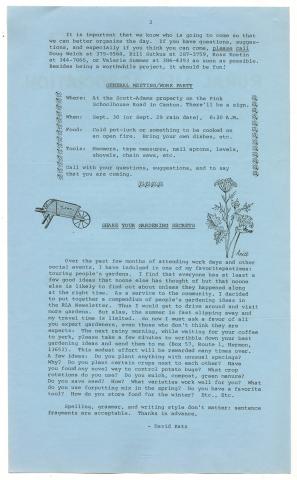 2
It is important that we know who is going to come so that
we can better organize the day. If you have questions, sugges-
tions, and especially if you think you can, please call
Doug Welch at 379-9568, Bill Gutkus at 287-3759, Ross Rontin
at 344-7066, or Valerie Sumner at 386-4393 as soon as possible.
Besides being a worthwhile project, it should be fun!
GENERAL MEETING/WORK PARTY
Where: At the Scott-Adams property on the Pink
Schoolhouse Road in Canton. There'll be a sign.
When: Sept. 30 (or Sept. 29 rain date), 6:30 A.M.
Food: Cold pot-luck or something to be cooked on
an open fire. Bring your own dishes, etc.
Tools: Hammers, tape measures, nail aprons, levels,
shovels, chain saws, etc.
Call with your questions, suggestions, and to say
that you are coming.
SHARE YOUR GARDENING SECRETS
Over the past few months of attending work days and other
social events, I have indulged in one of my favoritepastimes:
touring people's gardens. I find that everyone has at least a
few good ideas that noone else has thought of but that noone
else is likely to find out about unless they happened along
at the right time. As a service to the community, I decided
to put together a compendium of people's gardening ideas in
the REA Newsletter. Thus I would get to drive around and visit
more gardens. But alas, the summer is fast slipping away and
my travel time is limited. So now I must ask a favor of all
you expert gardeners, even those who don't think they are
experts: The next rainy morning, while waiting for your coffee
to perk, please take a few minutes to scribble down your best
gardening ideas and send them to me (Box 57, Route 1, Hermon,
13652). This modest effort will be rewarded many times over.
A few ideas: Do you plant anything with unusual spacings?
Why? Do you plant certain crops next to each other? Have
you found any novel way to control potato bugs? What crop
rotations do you use? Do you mulch, compost, green manure?
Do you save seed? How? What varieties work well for you? What
do you use forpotting mix in the spring? Do you have a favorite
tool? How do you store food for the winter? Etc., Etc.
Spelling, grammar, and writing style don't matter; sentence
fragments are acceptable. Thanks in advance.
- David Katz